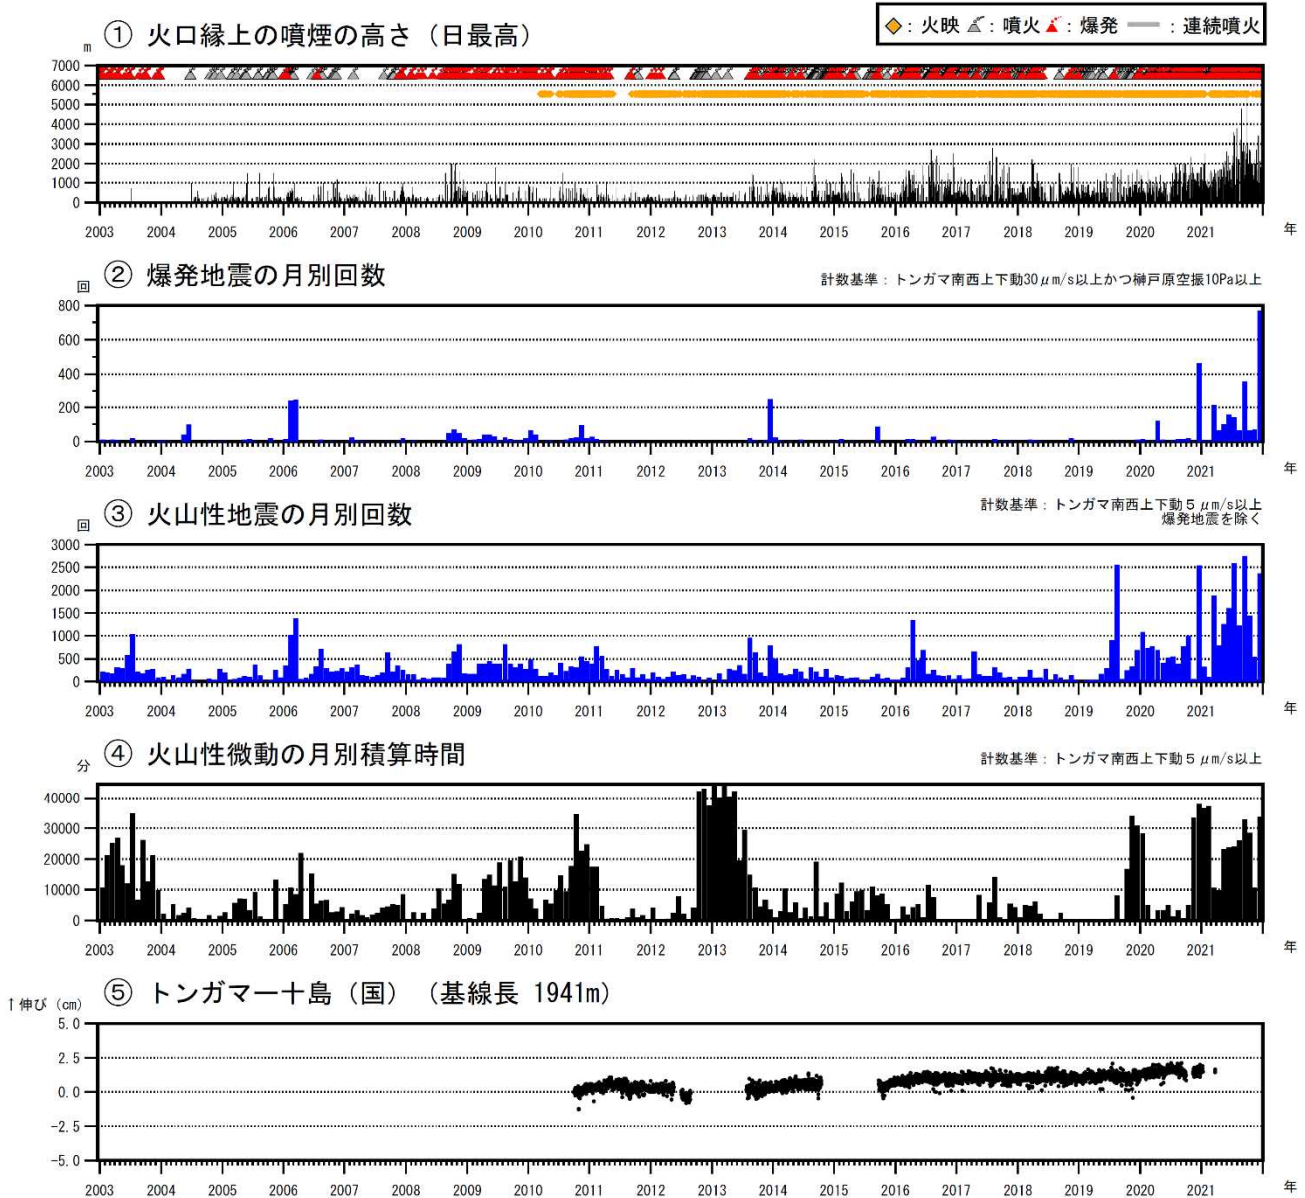 ① 火口縁上の噴煙の高さ（日最高）
◆：火映 ：噴火 ：爆発 ：連続噴火
m
7000
6000
5000
4000
3000
2000
1000
0
2003 2004 2005 2006 2007 2008 2009 2010 2011 2012 2013 2014 2015 2016 2017 2018 2019 2020 2021 年
② 爆発地震の月別回数
計数基準：トンガマ南西上下動30μm/s以上かつ榊戸原空振10Pa以上
回
800
600
400
200
0
2003 2004 2005 2006 2007 2008 2009 2010 2011 2012 2013 2014 2015 2016 2017 2018 2019 2020 2021 年
③ 火山性地震の月別回数
計数基準：トンガマ南西上下動５μm/s以上
爆発地震を除く
回
3000
2500
2000
1500
1000
500
0
2003 2004 2005 2006 2007 2008 2009 2010 2011 2012 2013 2014 2015 2016 2017 2018 2019 2020 2021 年
④ 火山性微動の月別積算時間
計数基準：トンガマ南西上下動５μm/s以上
分
40000
30000
20000
10000
0
2003 2004 2005 2006 2007 2008 2009 2010 2011 2012 2013 2014 2015 2016 2017 2018 2019 2020 2021 年
⑤ トンガマー十島（国）（基線長 1941m）
↑伸び（cm）
5.0
2.5
0.0
-2.5
-5.0
2003 2004 2005 2006 2007 2008 2009 2010 2011 2012 2013 2014 2015 2016 2017 2018 2019 2020 2021 年